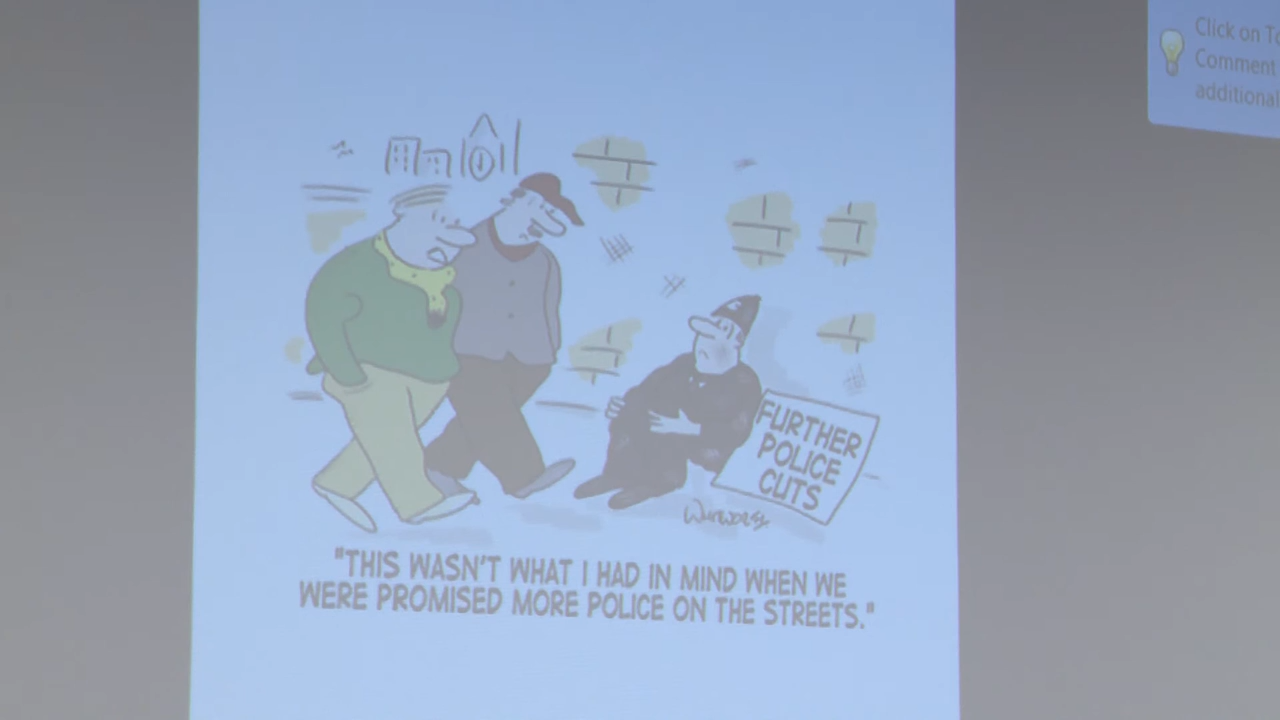 Click on
Comment
additional
FURTHER
POLICE
CUTS
"THIS WASN'T WHAT I HAD IN MIND WHEN WE
WERE PROMISED MORE POLICE ON THE STREETS."